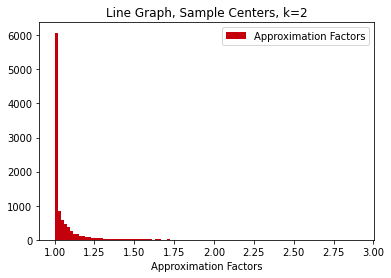 Line Graph, Sample Centers, k=2
Approximation Factors
6000
5000
4000
3000
2000
1000
0
1.00 1.25 1.50 1.75 2.00 2.25 2.50 2.75 3.00
Approximation Factors